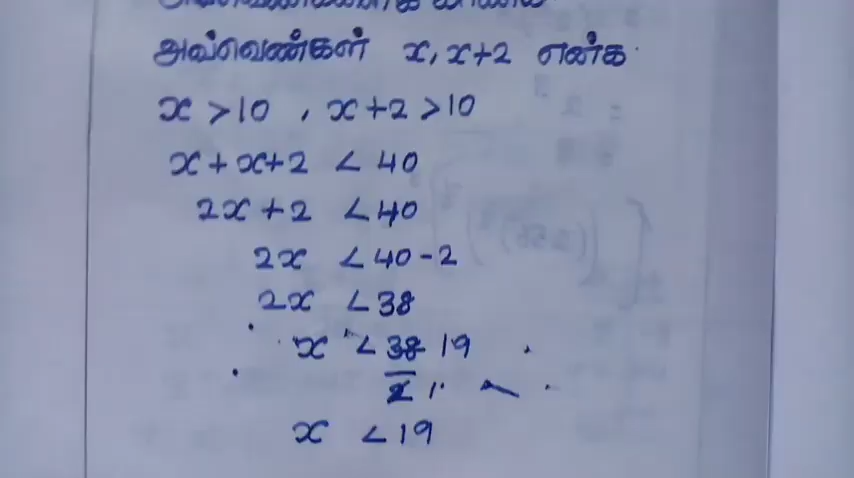 அவ்வெண்கள் x, x+2 என்க
x > 10 , x + 2 > 10
x + x + 2 < 40
2x + 2 < 40
2x < 40 - 2
2x < 38
x < 38 19
2 1
x < 19